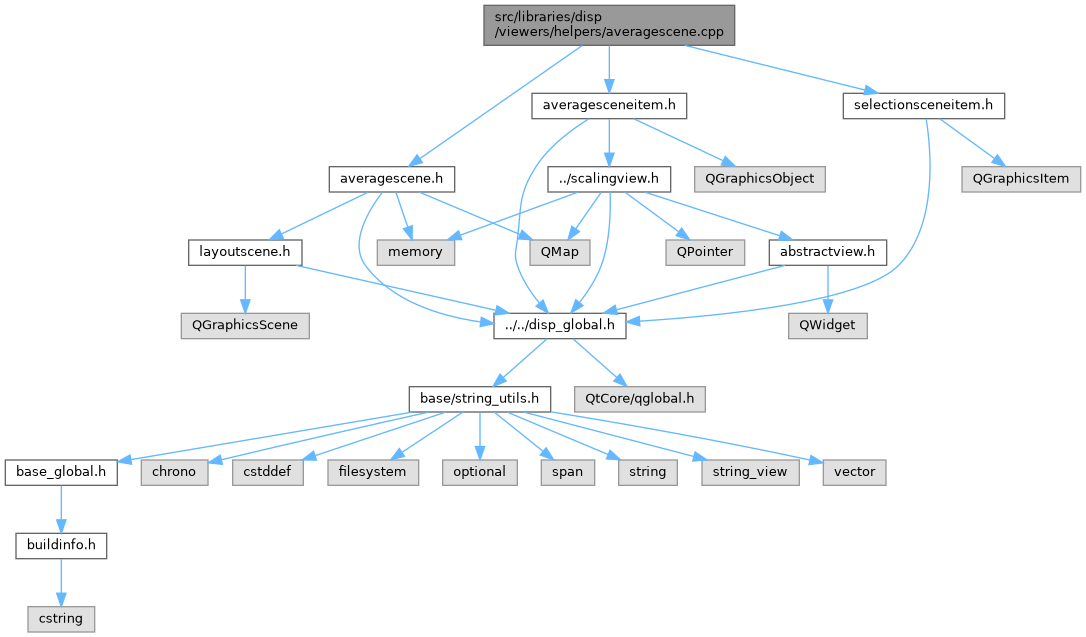 src/libraries/disp
/viewers/helpers/averagescene.cpp
averagesceneitem.h
selectionsceneitem.h
averagescene.h
../scalingview.h
QGraphicsObject
QGraphicsItem
layoutscene.h
memory
QMap
QPointer
abstractview.h
QGraphicsScene
../../disp_global.h
QWidget
base/string_utils.h
QtCore/qglobal.h
base_global.h
chrono
cstddef
filesystem
optional
span
string
string_view
vector
buildinfo.h
cstring